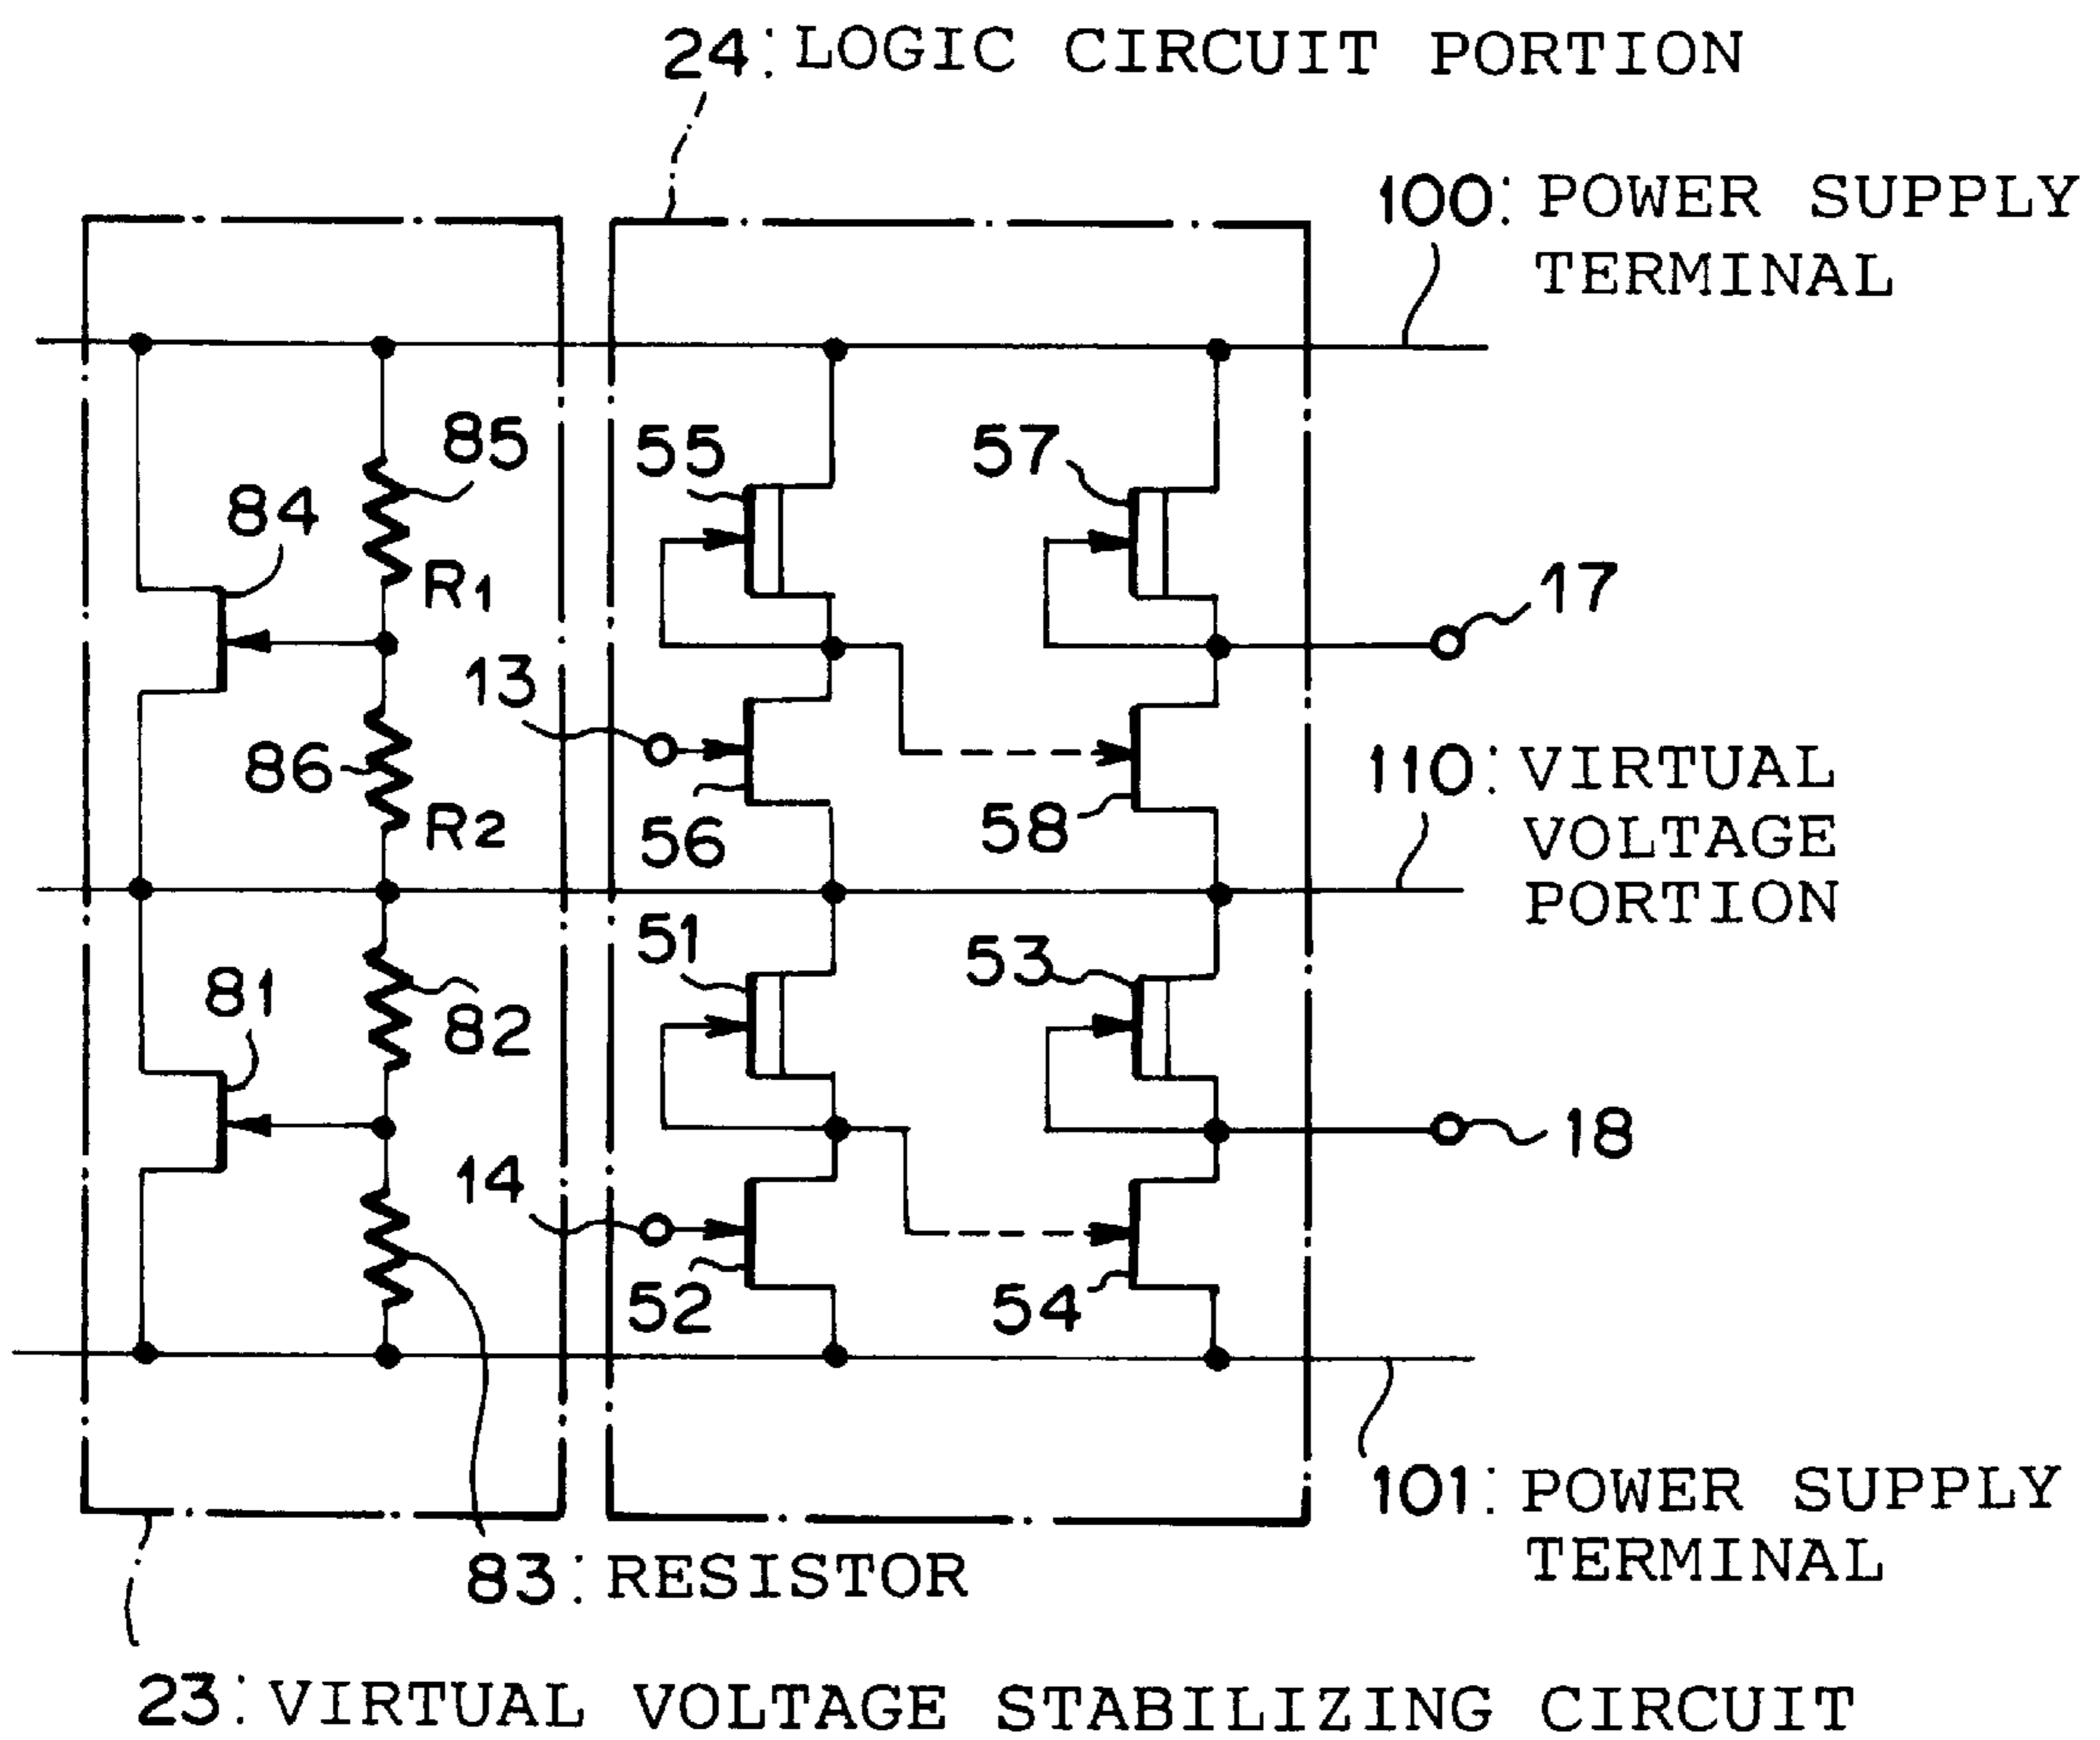 24: LOGIC CIRCUIT PORTION
100: POWER SUPPLY
TERMINAL
85
55
57
84
R1
17
13
86
R2
56
58
110: VIRTUAL
VOLTAGE
PORTION
51
53
81
82
14
18
52
54
101: POWER SUPPLY
TERMINAL
83: RESISTOR
23: VIRTUAL VOLTAGE STABILIZING CIRCUIT